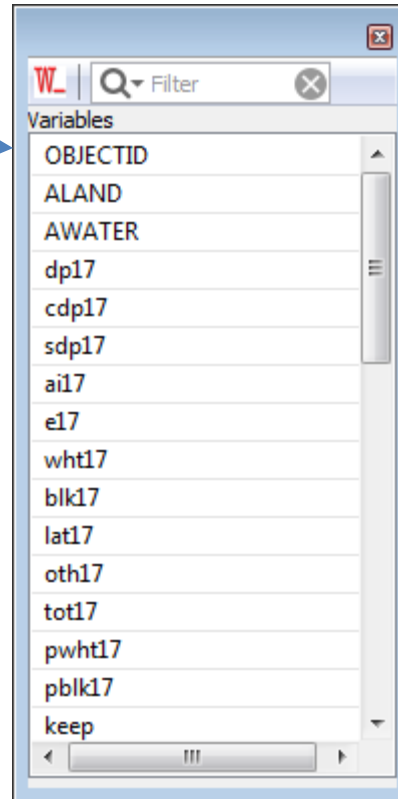 W_ Filter
Variables
OBJECTID
ALAND
AWATER
dp17
cdp17
sdp17
ai17
e17
wht17
blk17
lat17
oth17
tot17
pwht17
pblk17
keep